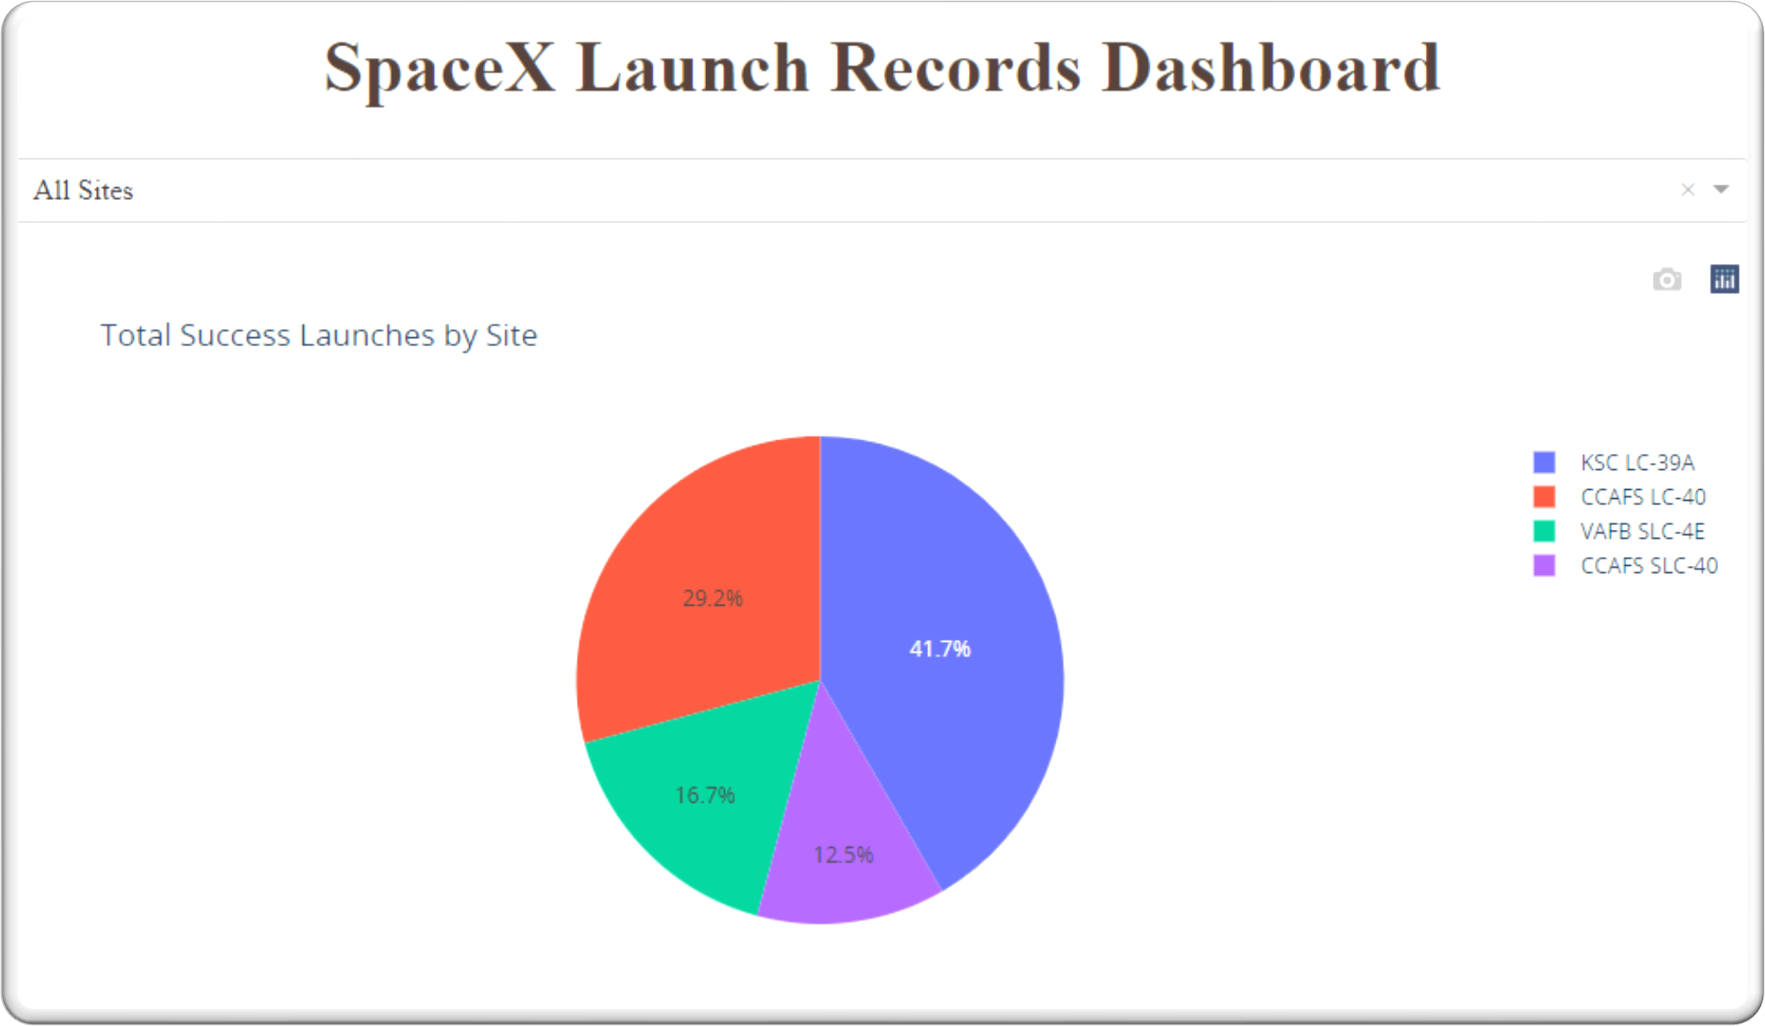 SpaceX Launch Records Dashboard
All Sites
Total Success Launches by Site
KSC LC-39A
CCAFS LC-40
VAFB SLC-4E
CCAFS SLC-40
29.2%
41.7%
16.7%
12.5%